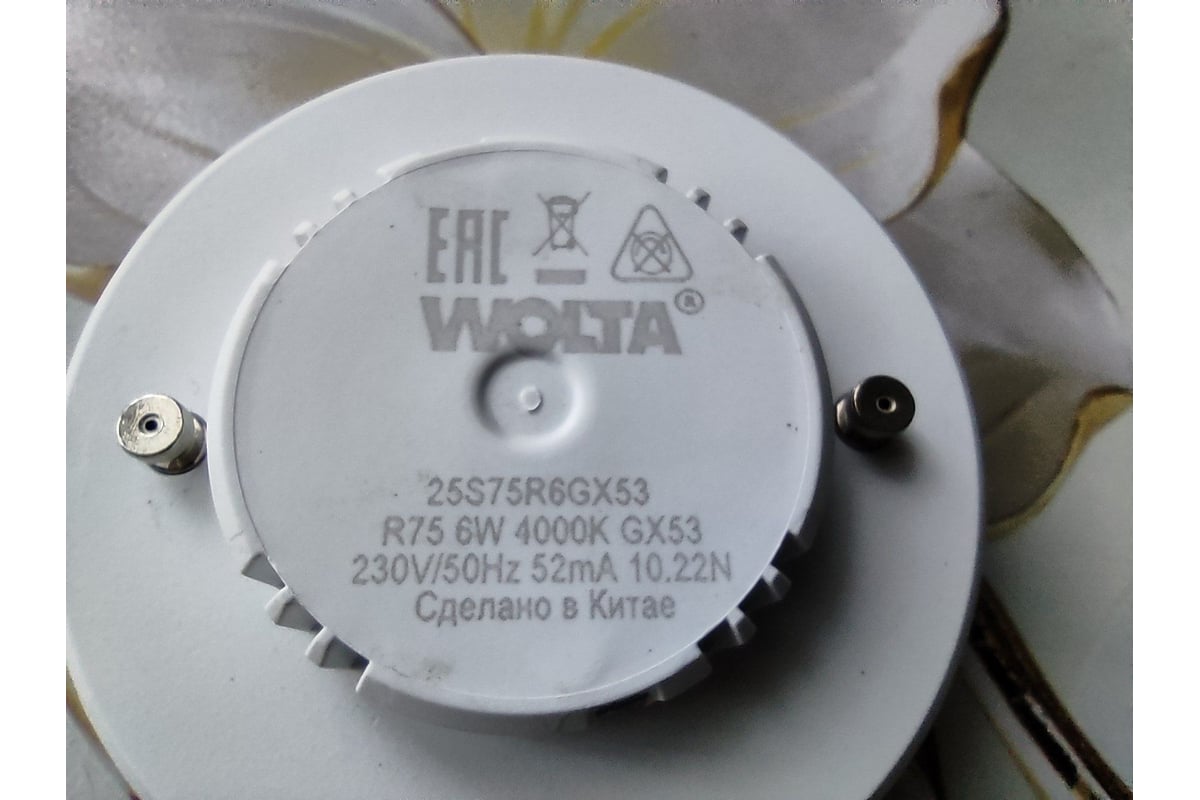 EAC
WOLTA®
25S75R6GX53
R75 6W 4000K GX53
230V/50Hz 52mA 10.22N
Сделано в Китае